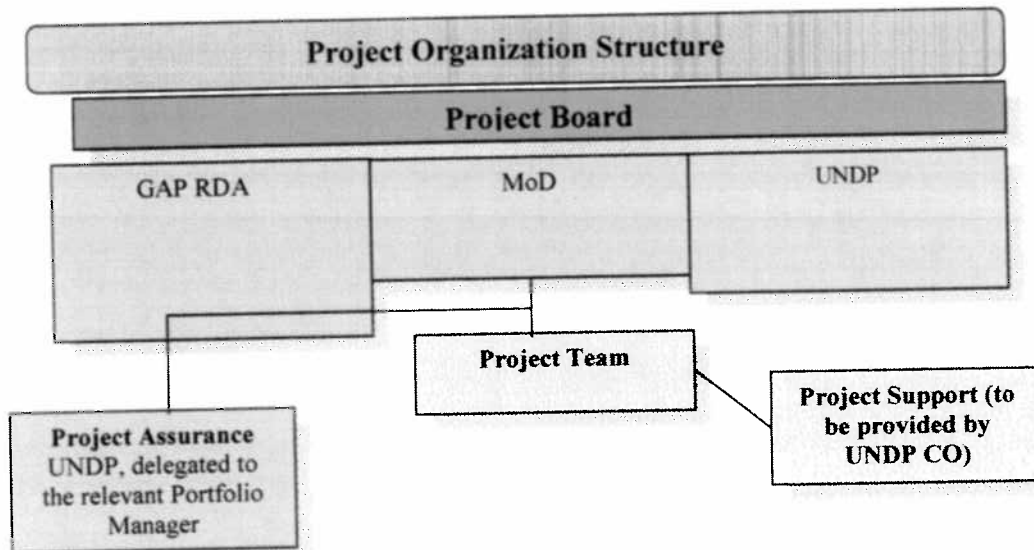 Project Organization Structure
Project Board
GAP RDA
MoD
UNDP
Project Team
Project Support (to
be provided by
UNDP CO)
Project Assurance
UNDP, delegated to
the relevant Portfolio
Manager